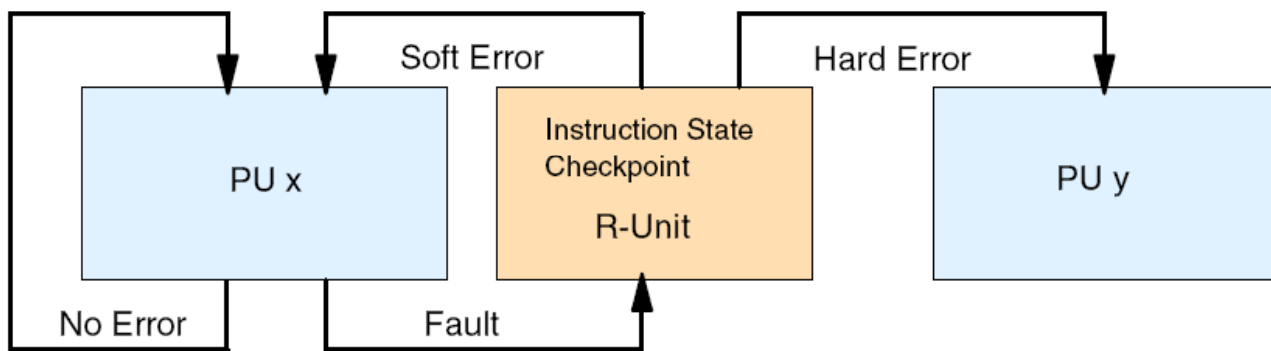 Soft Error
Hard Error
PU x
Instruction State
Checkpoint
R-Unit
PU y
No Error
Fault